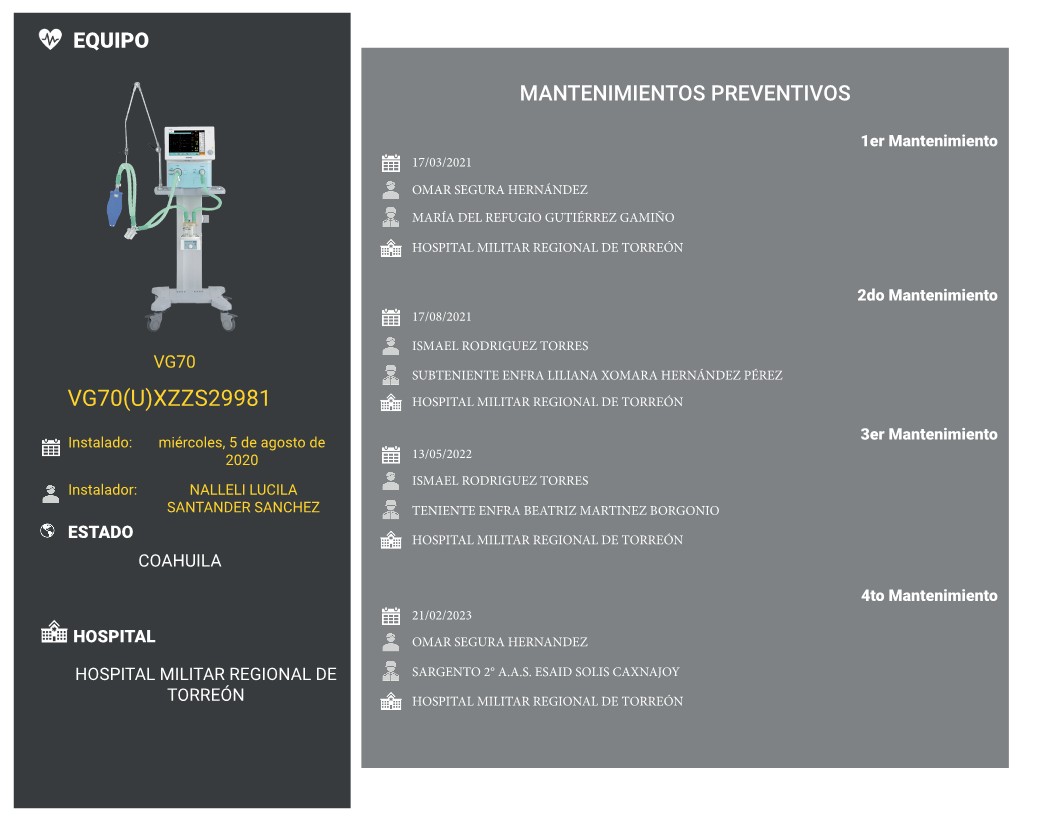 EQUIPO
VG70
VG70(U)XZZS29981
Instalado: miércoles, 5 de agosto de
2020
Instalador: NALLELI LUCILA
SANTANDER SANCHEZ
ESTADO
COAHUILA
HOSPITAL
HOSPITAL MILITAR REGIONAL DE
TORREÓN
MANTENIMIENTOS PREVENTIVOS
1er Mantenimiento
17/03/2021
OMAR SEGURA HERNÁNDEZ
MARÍA DEL REFUGIO GUTIÉRREZ GAMIÑO
HOSPITAL MILITAR REGIONAL DE TORREÓN
2do Mantenimiento
17/08/2021
ISMAEL RODRIGUEZ TORRES
SUBTENIENTE ENFRA LILIANA XOMARA HERNÁNDEZ PÉREZ
HOSPITAL MILITAR REGIONAL DE TORREÓN
3er Mantenimiento
13/05/2022
ISMAEL RODRIGUEZ TORRES
TENIENTE ENFRA BEATRIZ MARTINEZ BORGONIO
HOSPITAL MILITAR REGIONAL DE TORREÓN
4to Mantenimiento
21/02/2023
OMAR SEGURA HERNANDEZ
SARGENTO 2° A.A.S. ESAID SOLIS CAXNAJOY
HOSPITAL MILITAR REGIONAL DE TORREÓN